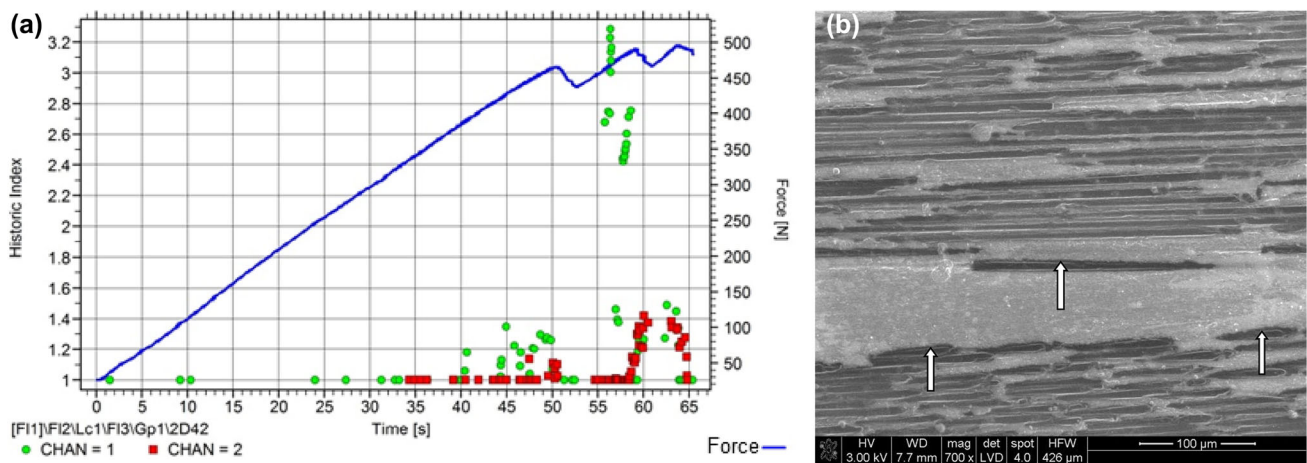 (a)
3.2
3
2.8
2.6
2.4
2.2
2
1.8
1.6
1.4
1.2
1
Historic Index
500
450
400
350
300
250
200
150
100
50
Force [N]
0 5 10 15 20 25 30 35 40 45 50 55 60 65
Time [s]
[FI1]\FI2\Lc1\FI3\Gp1\2D42
CHAN = 1 CHAN = 2
Force
(b)
HV WD mag det spot HFW
3.00 kV 7.7 mm 700 x LVD 4.0 426 µm
100 µm